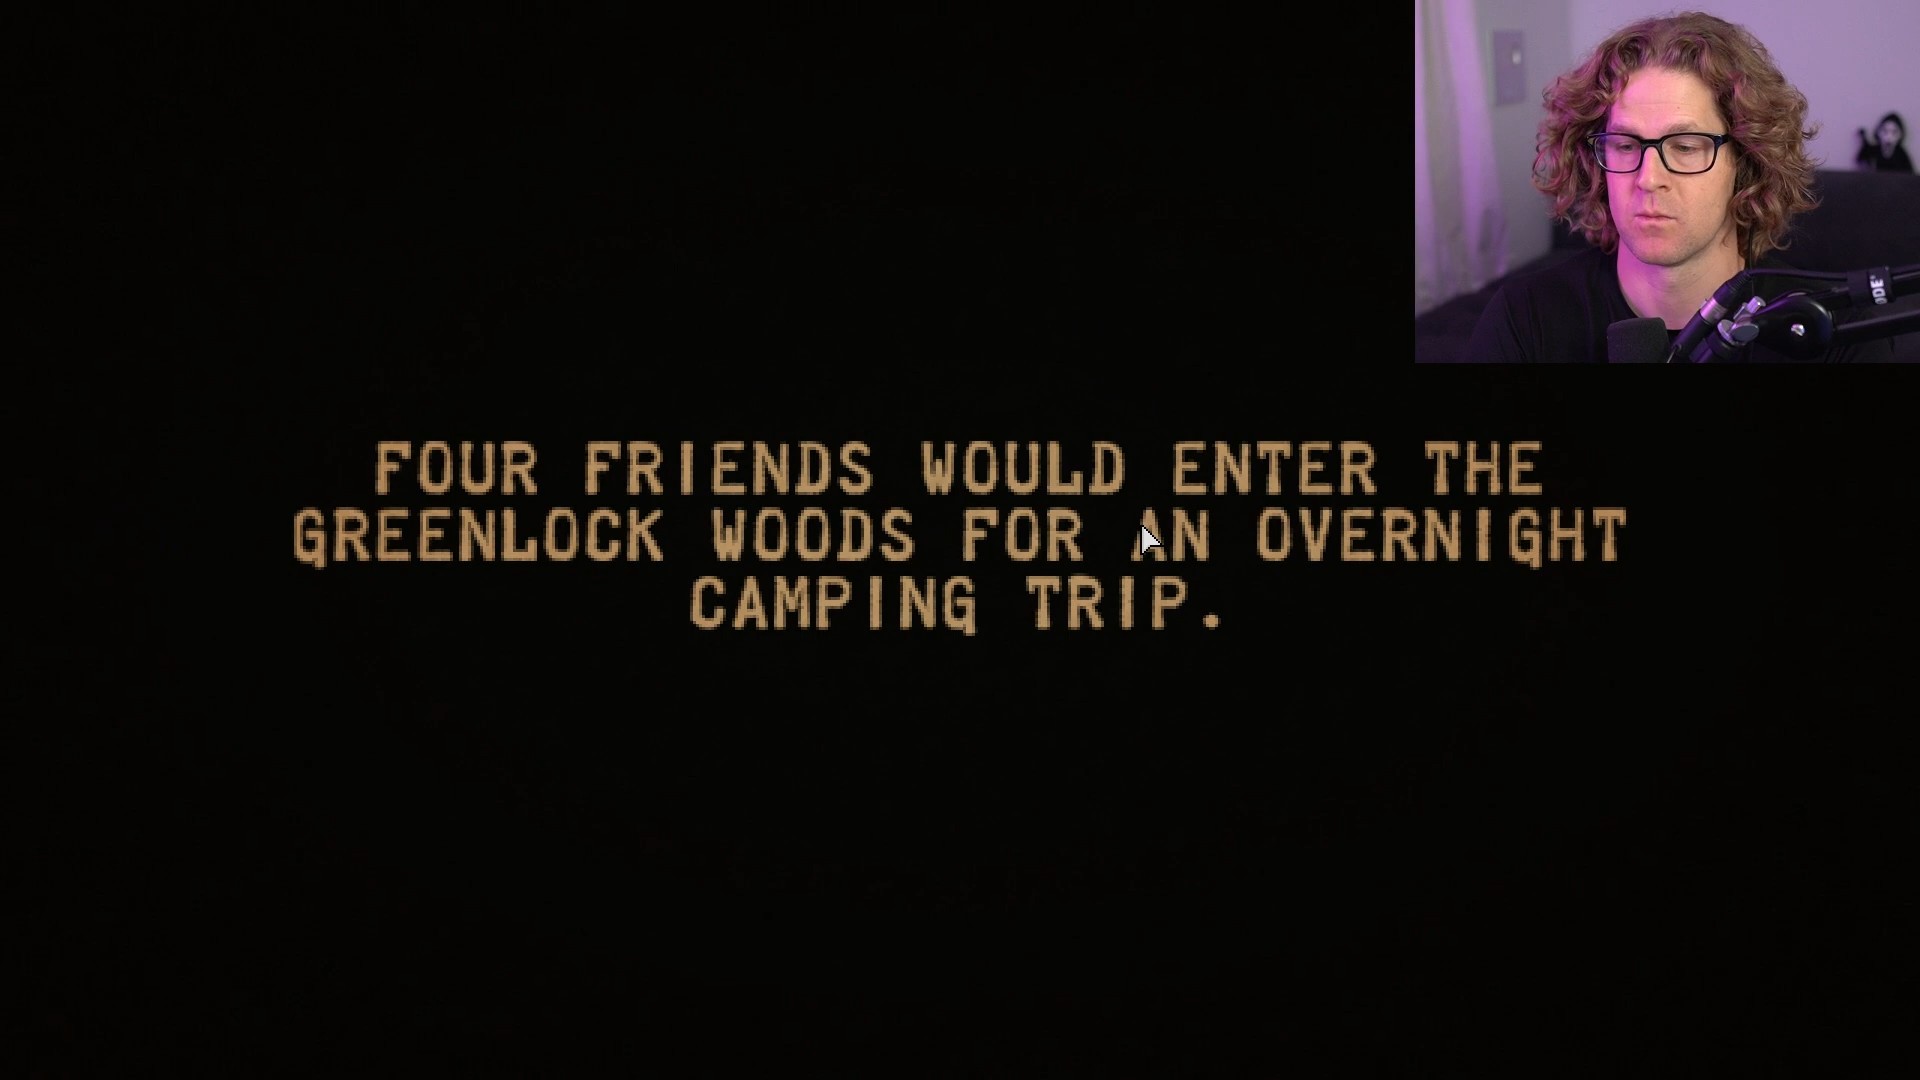 FOUR FRIENDS WOULD ENTER THE
GREENLOCK WOODS FOR AN OVERNIGHT
CAMPING TRIP.